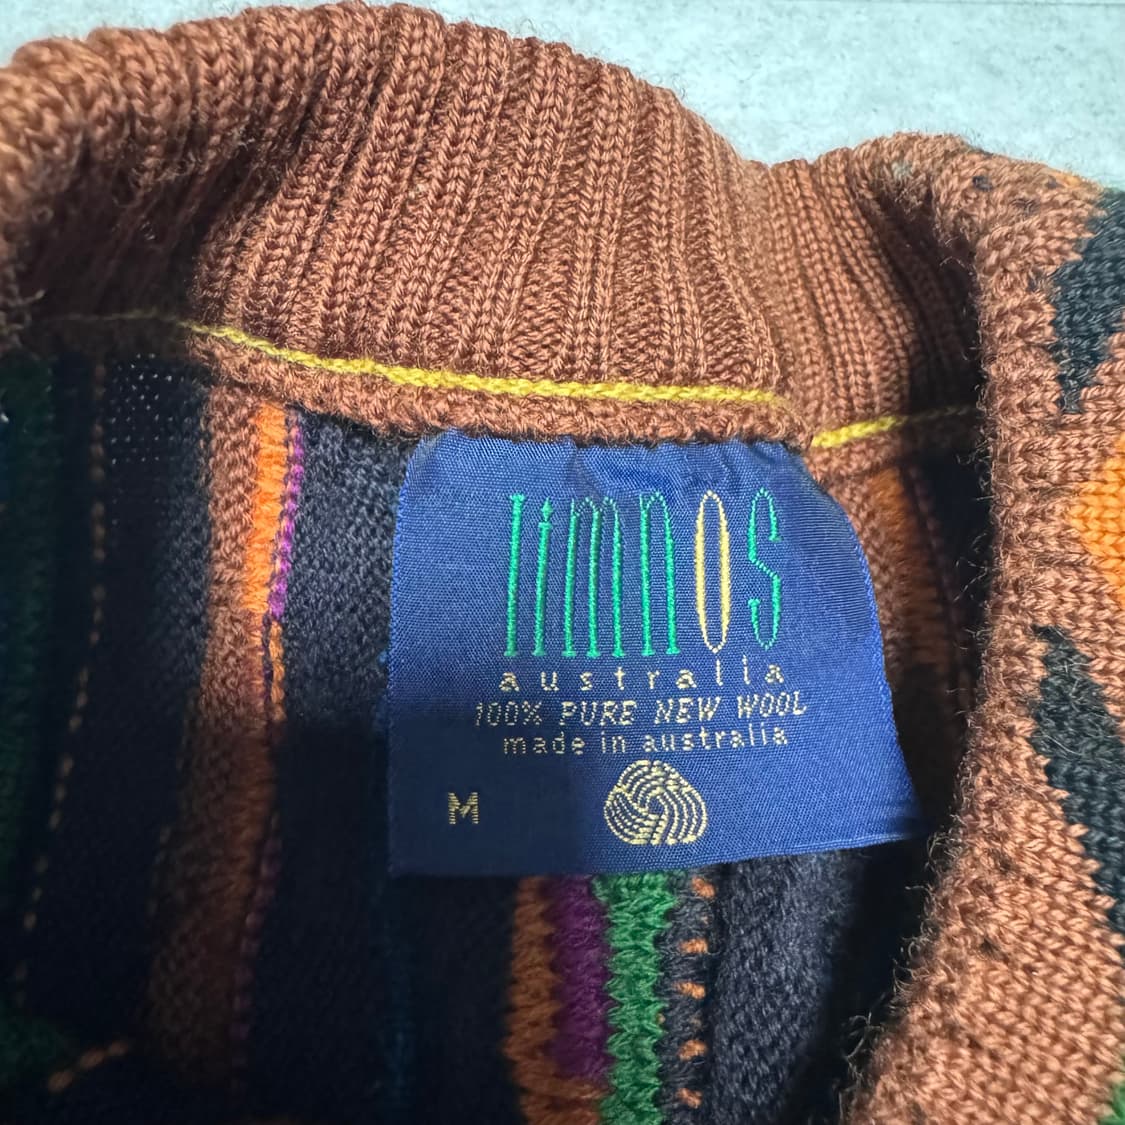 limnos
australia
100% PURE NEW WOOL
made in australia
M